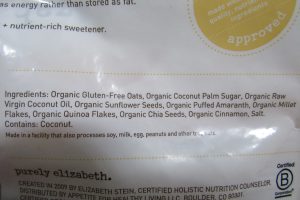 as energy rather than stored as fat.
+ nutrient-rich sweetener.
approved
Ingredients: Organic Gluten-Free Oats, Organic Coconut Palm Sugar, Organic Raw
Virgin Coconut Oil, Organic Sunflower Seeds, Organic Puffed Amaranth, Organic Millet
Flakes, Organic Quinoa Flakes, Organic Chia Seeds, Organic Cinnamon, Salt.
Contains: Coconut.
Made in a facility that also processes soy, milk, egg, peanuts and other tree nuts.
purely elizabeth.
CREATED IN 2009 BY ELIZABETH STEIN, CERTIFIED HOLISTIC NUTRITION COUNSELOR.
DISTRIBUTED BY APPETITE FOR HEALTHY LIVING LLC, BOULDER, CO 80301
Certified
B